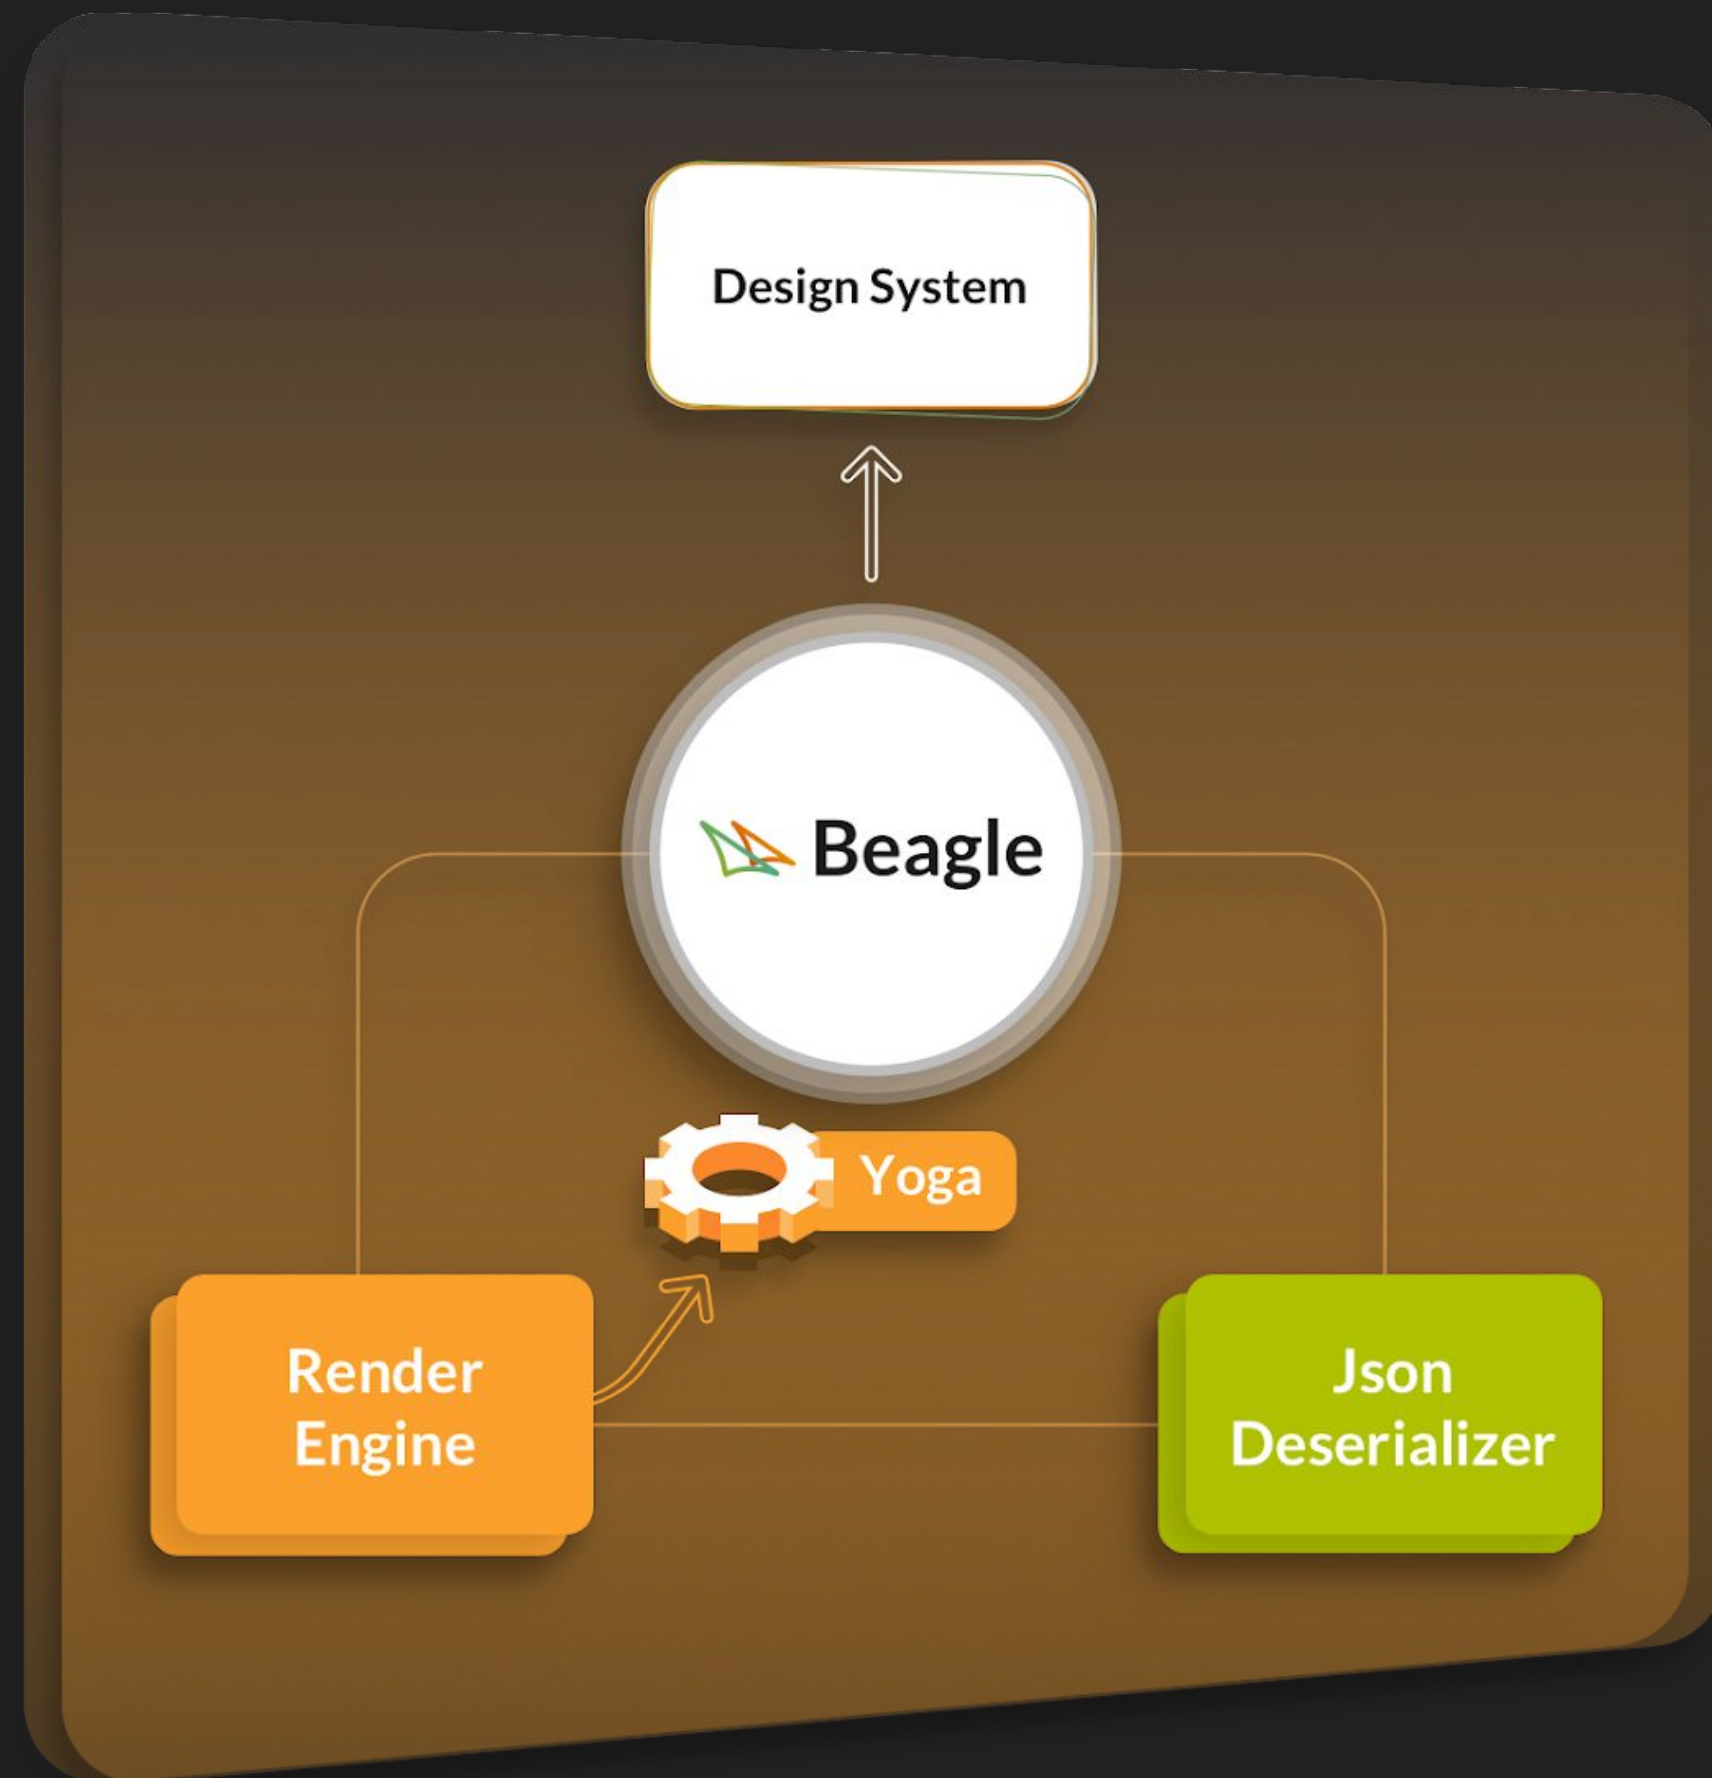 Design System
Beagle
Yoga
Render
Engine
Json
Deserializer